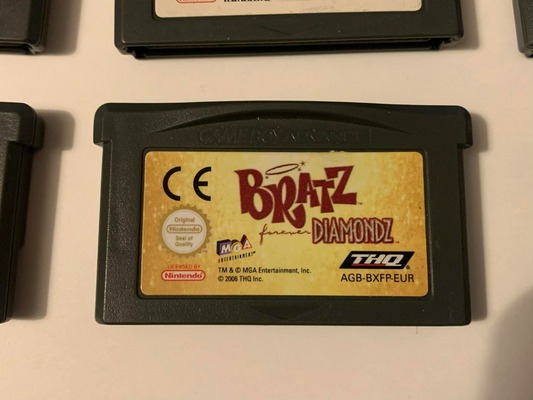 GAME BOY ADVANCE
CE
BRATZ
forever DIAMONDZ
Original
Nintendo
Seal of
Quality
MGA
ENTERTAINMENT
THQ
LICENSED BY
Nintendo
TM & © MGA Entertainment, Inc.
© 2006 THQ Inc.
AGB-BXFP-EUR